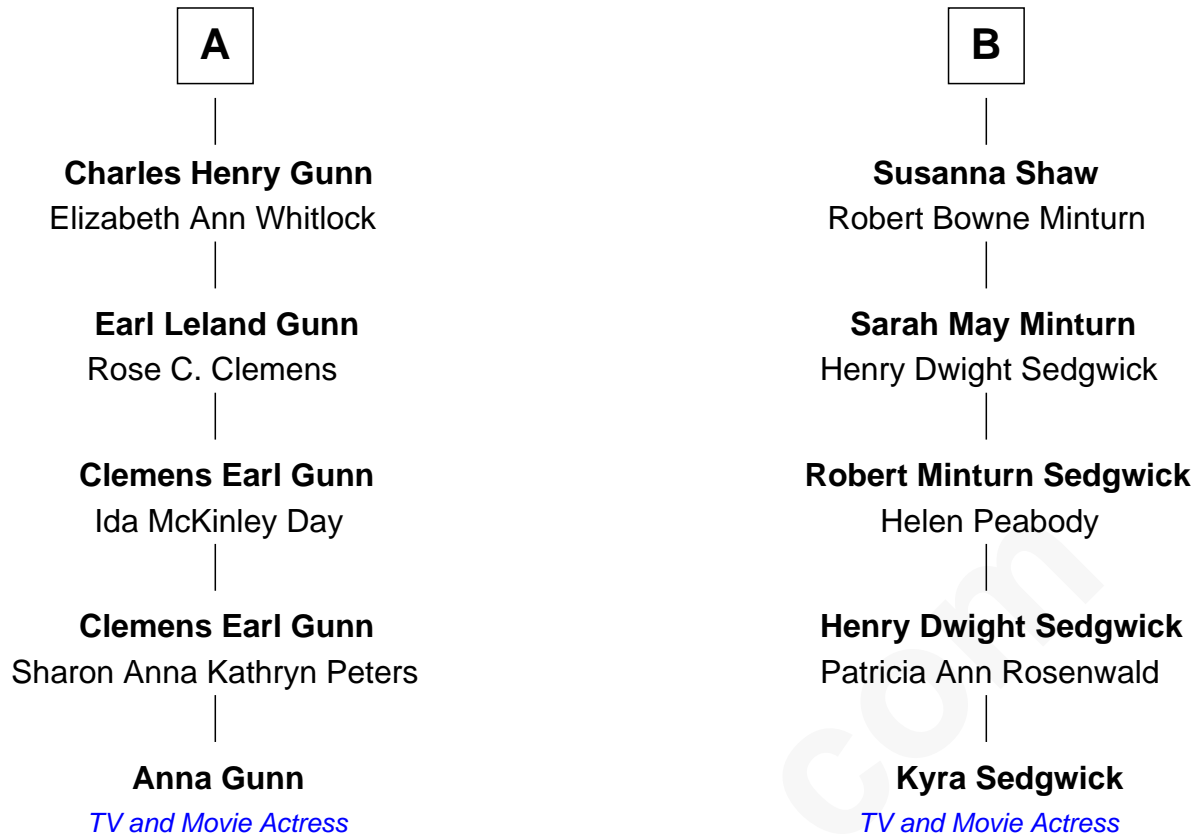 A
Charles Henry Gunn
Elizabeth Ann Whitlock
Earl Leland Gunn
Rose C. Clemens
Clemens Earl Gunn
Ida McKinley Day
Clemens Earl Gunn
Sharon Anna Kathryn Peters
Anna Gunn
TV and Movie Actress
B
Susanna Shaw
Robert Bowne Minturn
Sarah May Minturn
Henry Dwight Sedgwick
Robert Minturn Sedgwick
Helen Peabody
Henry Dwight Sedgwick
Patricia Ann Rosenwald
Kyra Sedgwick
TV and Movie Actress
com